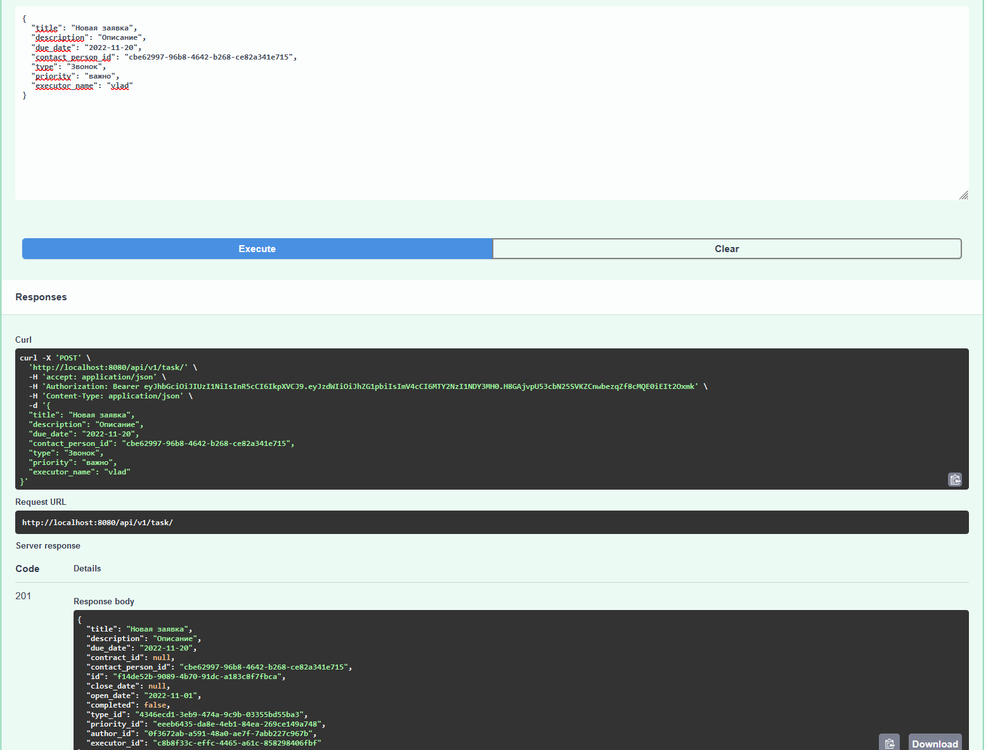 {
  "title": "Новая заявка",
  "description": "Описание",
  "due_date": "2022-11-20",
  "contact_person_id": "cbe62997-96b8-4642-b268-ce82a341e715",
  "type": "Звонок",
  "priority": "важно",
  "executor_name": "vlad"
}
Execute
Clear
Responses
Curl
curl -X 'POST' \
  'http://localhost:8080/api/v1/task/' \
  -H 'accept: application/json' \
  -H 'Authorization: Bearer eyJhbGciOiJIUzI1NiIsInR5cCI6IkpXVCJ9.eyJzdWIiOiJhZG1pbiIsImV4cCI6MTY2NzI1NDY3MH0.H8GAjvpU53cbN25SVKZCnwbezqZf8cMQE0iEIt2Oxmk' \
  -H 'Content-Type: application/json' \
  -d '{
  "title": "Новая заявка",
  "description": "Описание",
  "due_date": "2022-11-20",
  "contact_person_id": "cbe62997-96b8-4642-b268-ce82a341e715",
  "type": "Звонок",
  "priority": "важно",
  "executor_name": "vlad"
}'
Request URL
http://localhost:8080/api/v1/task/
Server response
Code Details
201
Response body
{
  "title": "Новая заявка",
  "description": "Описание",
  "due_date": "2022-11-20",
  "contract_id": null,
  "contact_person_id": "cbe62997-96b8-4642-b268-ce82a341e715",
  "id": "f14de52b-9089-4b70-91dc-a183c8f7fbca",
  "close_date": null,
  "open_date": "2022-11-01",
  "completed": false,
  "type_id": "4346ecd1-3eb9-474a-9c9b-03355bd55ba3",
  "priority_id": "eeeb6435-da8e-4eb1-84ea-269ce149a748",
  "author_id": "0f3672ab-a591-48a0-ae7f-7abb227c967b",
  "executor_id": "c8b8f33c-effc-4465-a61c-858298406fbf"
Download